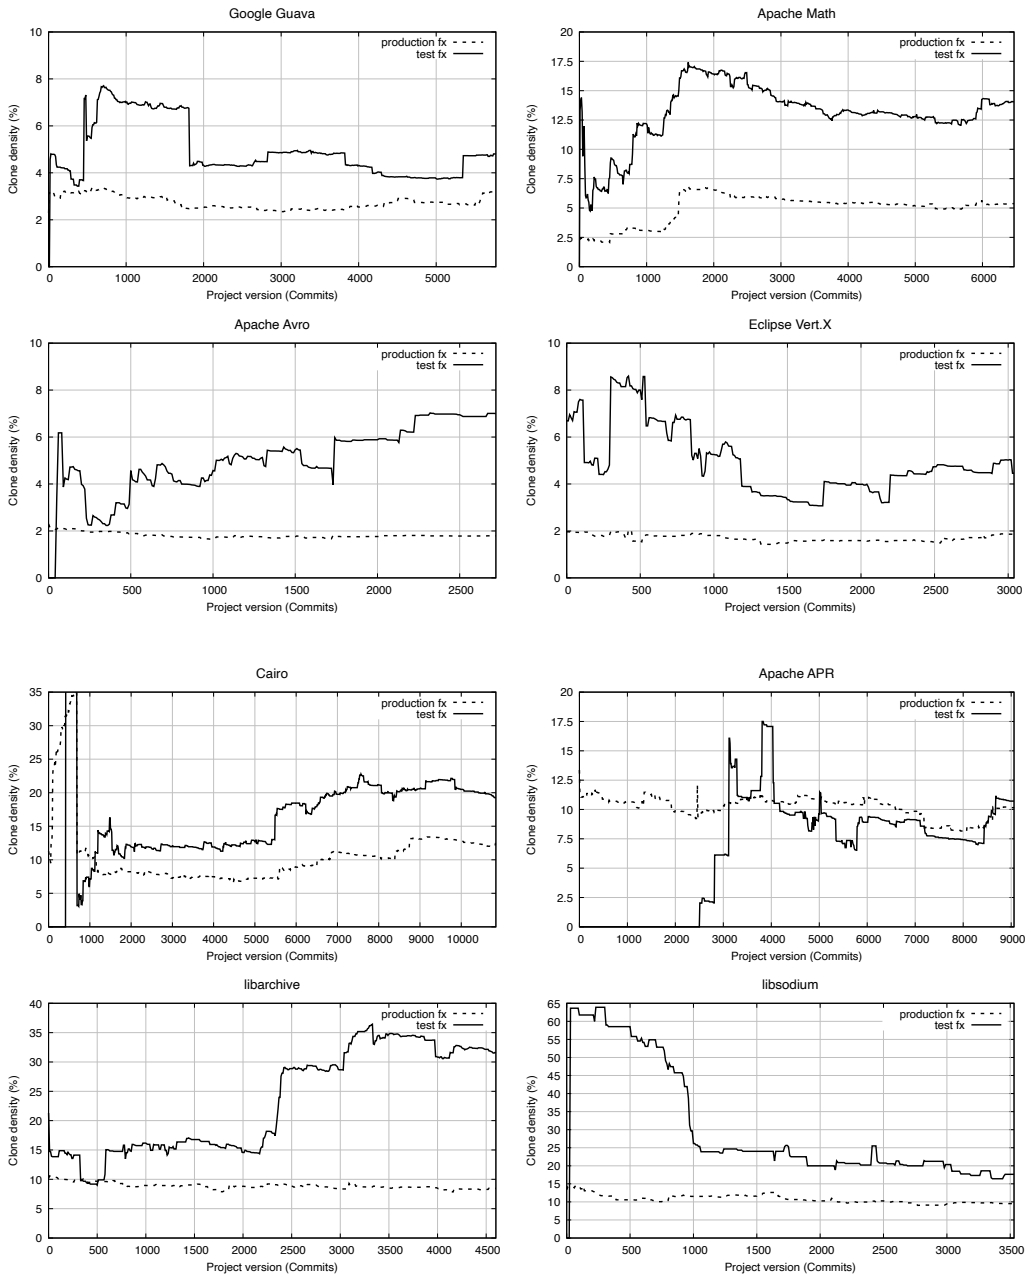 Google Guava
production fx
test fx
Clone density (%)
10
8
6
4
2
0
0 1000 2000 3000 4000 5000
Project version (Commits)
Apache Math
production fx
test fx
Clone density (%)
20
17.5
15
12.5
10
7.5
5
2.5
0
0 1000 2000 3000 4000 5000 6000
Project version (Commits)
Apache Avro
production fx
test fx
Clone density (%)
10
8
6
4
2
0
0 500 1000 1500 2000 2500
Project version (Commits)
Eclipse Vert.X
production fx
test fx
Clone density (%)
10
8
6
4
2
0
0 500 1000 1500 2000 2500 3000
Project version (Commits)
Cairo
production fx
test fx
Clone density (%)
35
30
25
20
15
10
5
0
0 1000 2000 3000 4000 5000 6000 7000 8000 9000 10000
Project version (Commits)
Apache APR
production fx
test fx
Clone density (%)
20
17.5
15
12.5
10
7.5
5
2.5
0
0 1000 2000 3000 4000 5000 6000 7000 8000 9000
Project version (Commits)
libarchive
production fx
test fx
Clone density (%)
40
35
30
25
20
15
10
5
0
0 500 1000 1500 2000 2500 3000 3500 4000 4500
Project version (Commits)
libsodium
production fx
test fx
Clone density (%)
65
60
55
50
45
40
35
30
25
20
15
10
5
0
0 500 1000 1500 2000 2500 3000 3500
Project version (Commits)